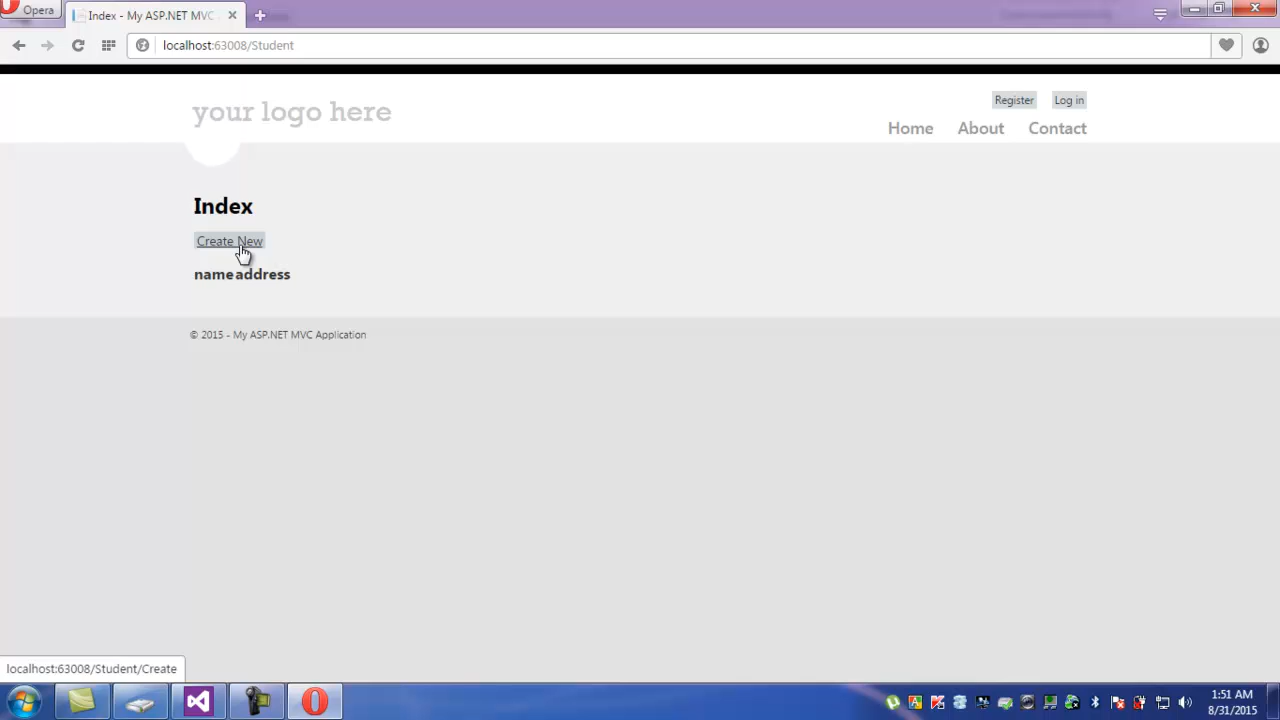 Opera
Index - My ASP.NET MVC
localhost:63008/Student
your logo here
Register
Log in
Home
About
Contact
Index
Create New
name address
© 2015 - My ASP.NET MVC Application
localhost:63008/Student/Create
1:51 AM
8/31/2015